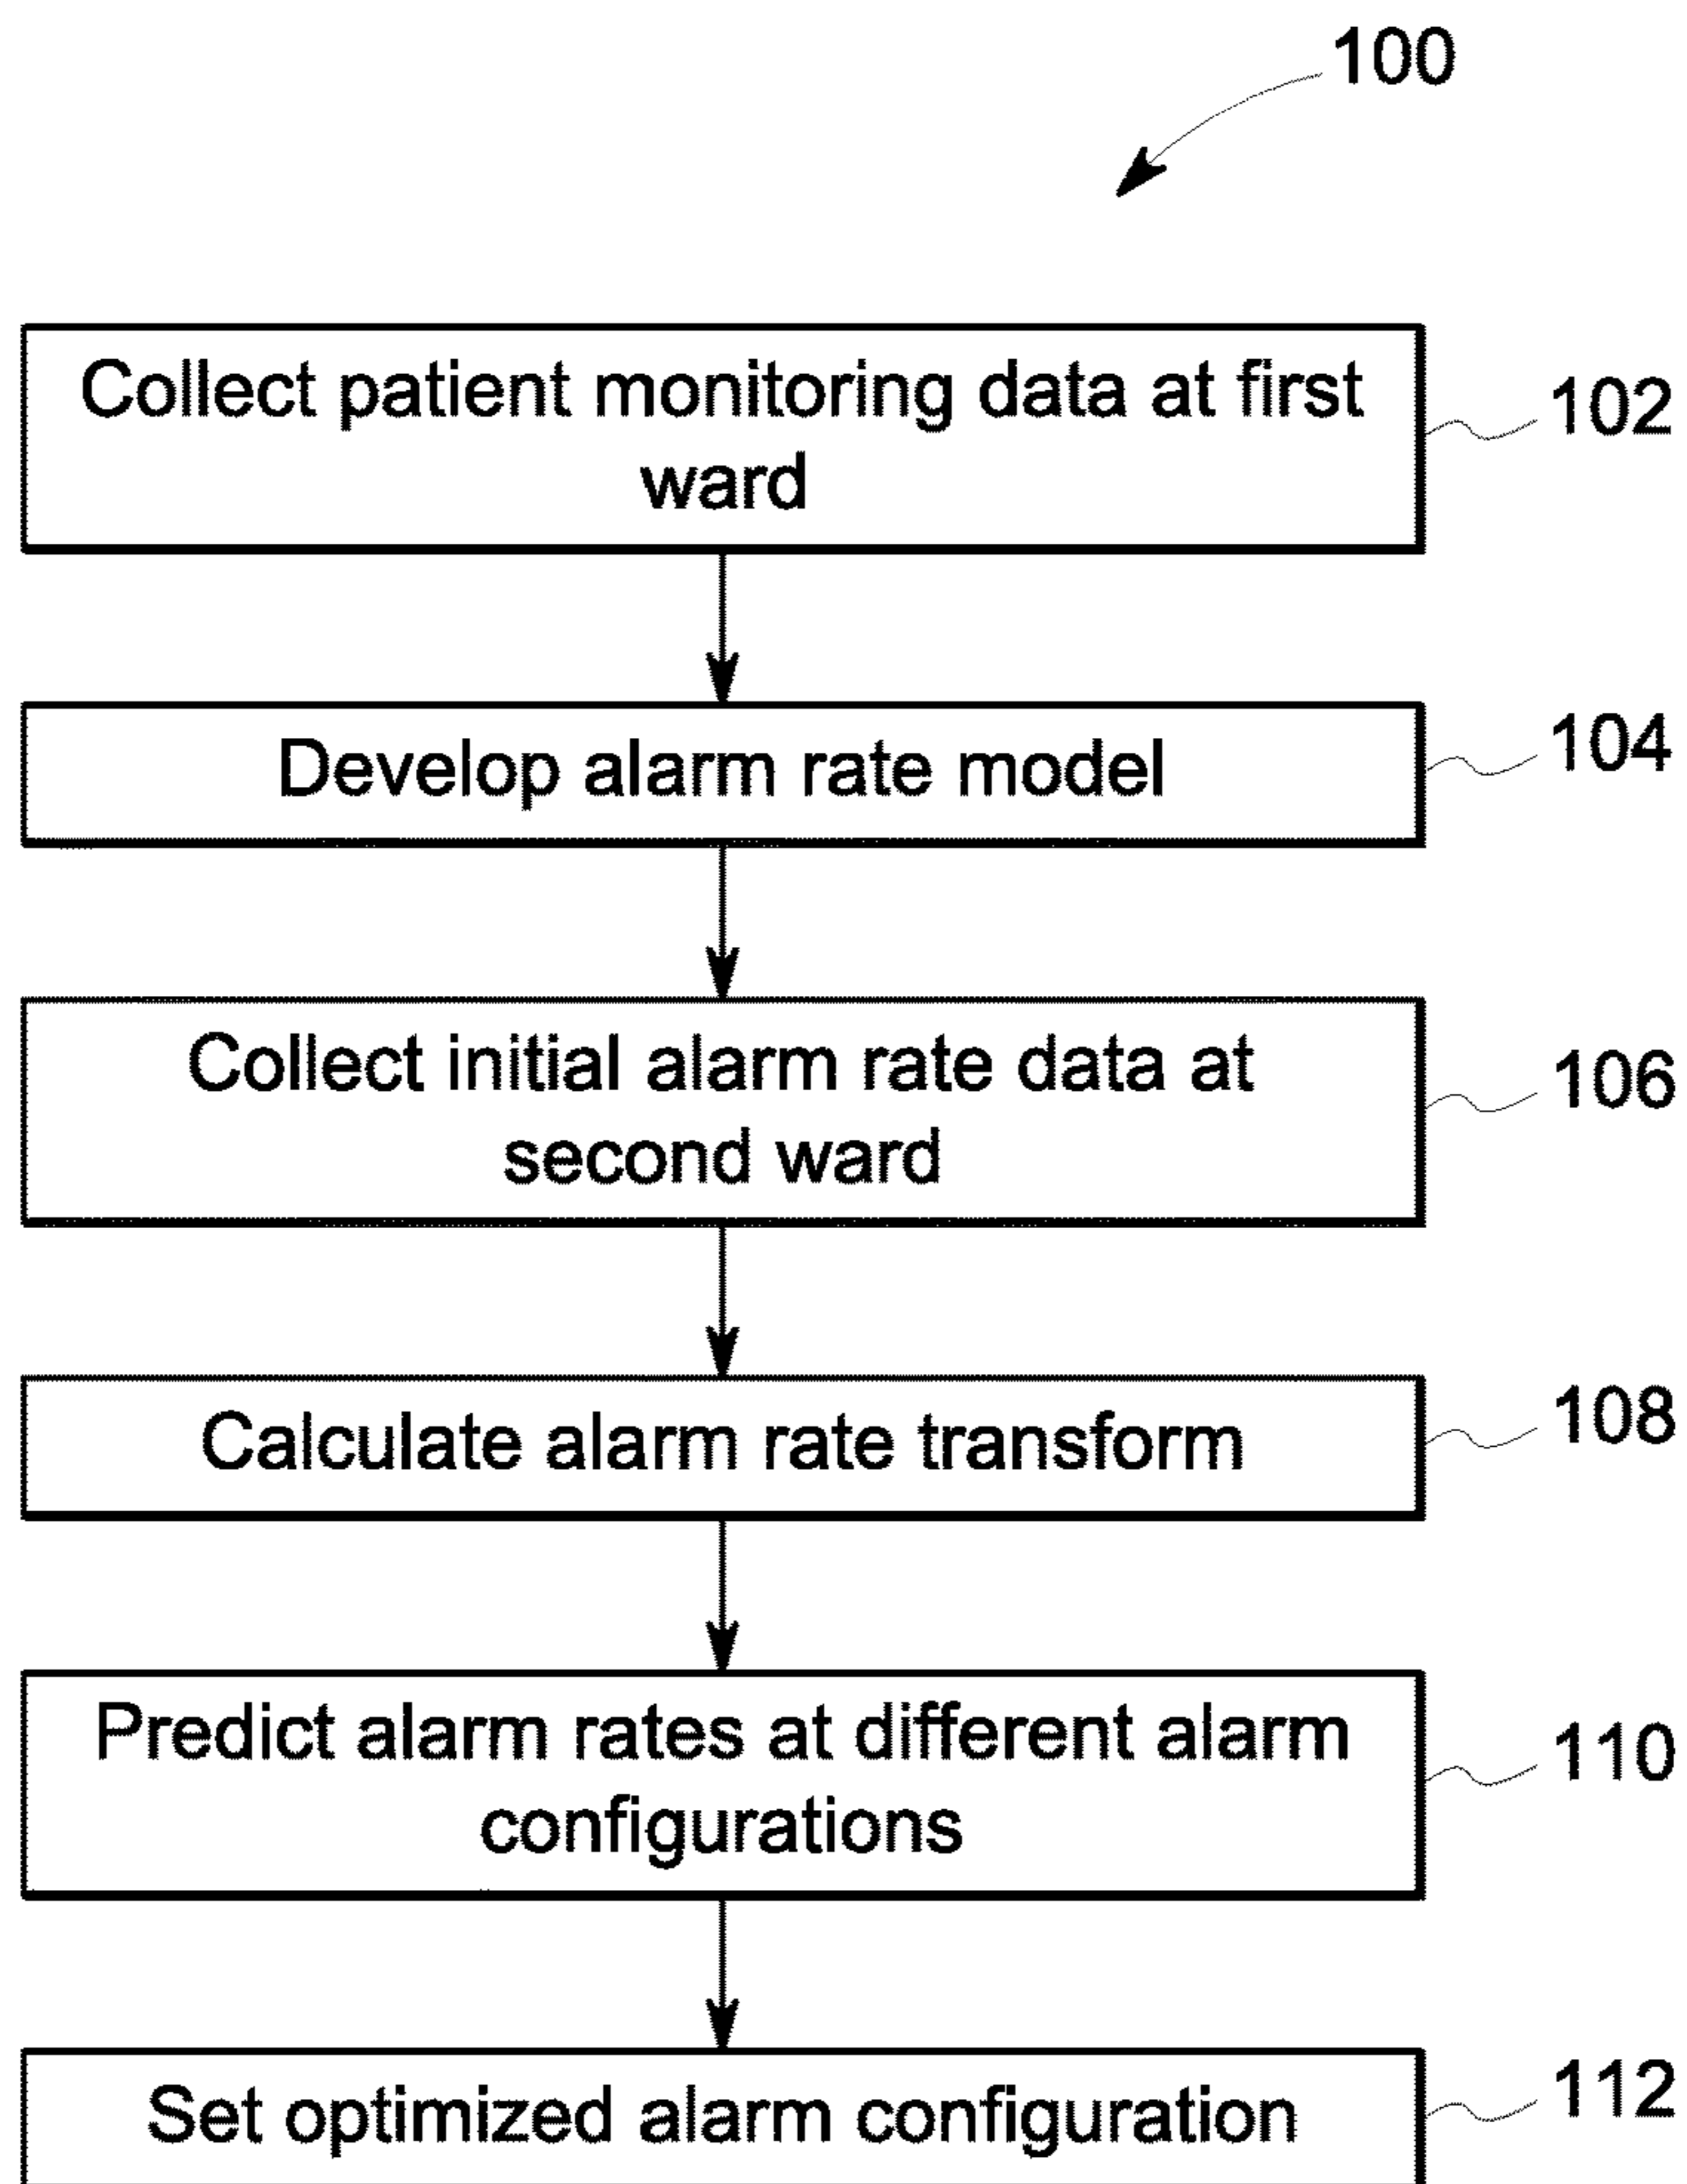 100
Collect patient monitoring data at first
ward
102
Develop alarm rate model
104
Collect initial alarm rate data at
second ward
106
Calculate alarm rate transform
108
Predict alarm rates at different alarm
configurations
110
Set optimized alarm configuration
112